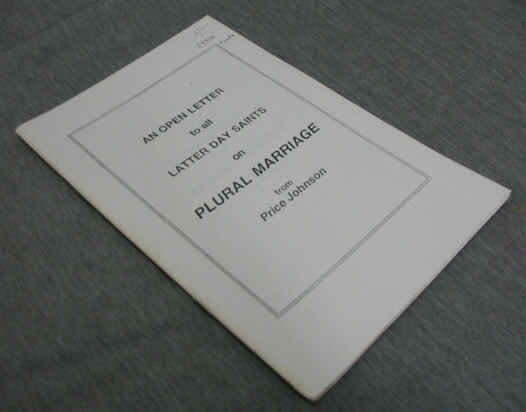 AN OPEN LETTER
to all
LATTER DAY SAINTS
on
PLURAL MARRIAGE
from
Price Johnson